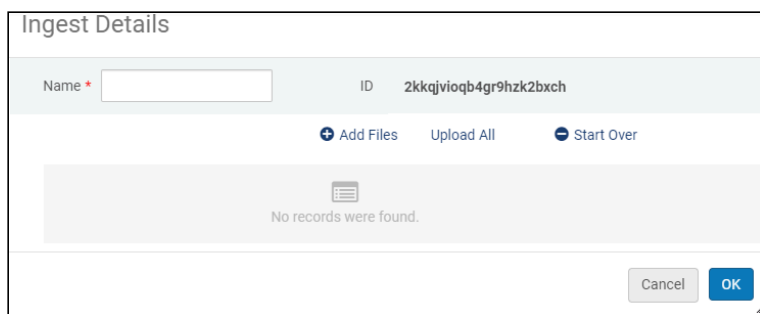 Ingest Details
Name * ID 2kkqjvioqb4gr9hzk2bxch
Add Files Upload All Start Over
No records were found.
Cancel OK